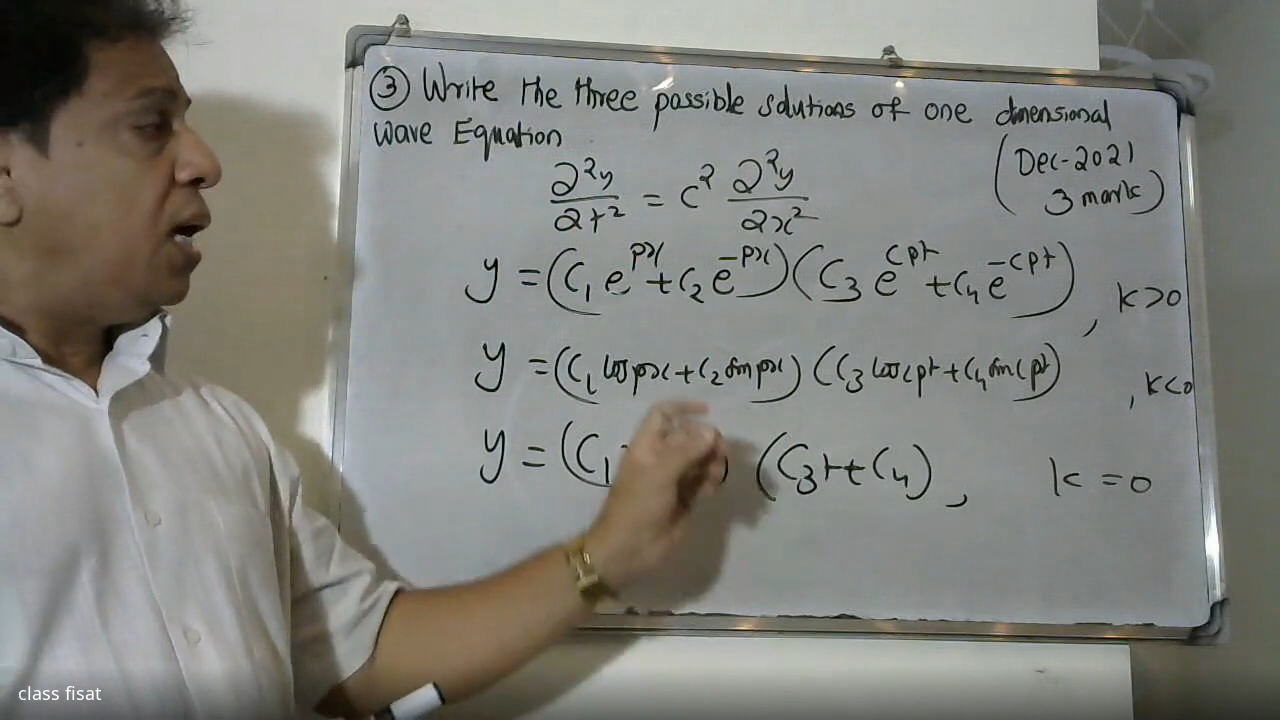 ③ Write the three possible solutions of one dimensional
wave Equation
(Dec-2021
3 marks)
∂²y/∂t² = c² ∂²y/∂x²
y = (C₁ e^px + C₂ e^-px) (C₃ e^cpt + C₄ e^-cpt), k>0
y = (C₁ cos px + C₂ sin px) (C₃ cos cpt + C₄ sin cpt), k<0
y = (C₁ ) (C₃t + C₄), k = 0
class fisat